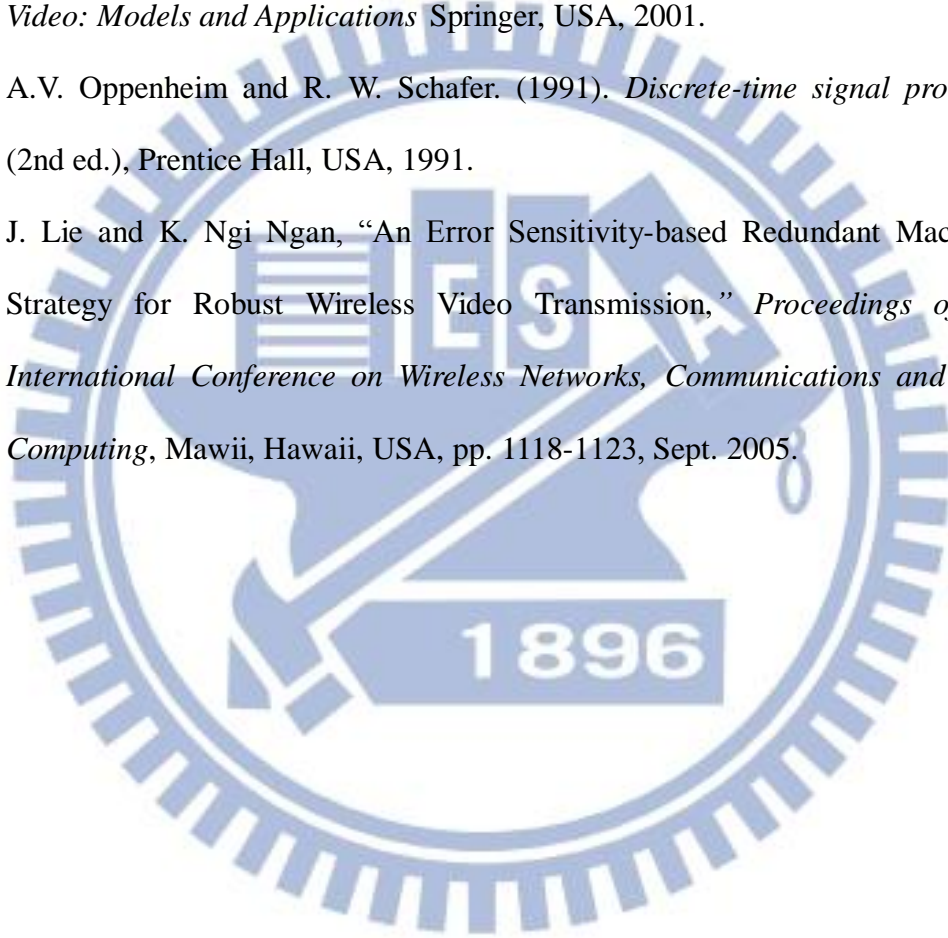 Video: Models and Applications Springer, USA, 2001.
A.V. Oppenheim and R. W. Schafer. (1991). Discrete-time signal pro
(2nd ed.), Prentice Hall, USA, 1991.
J. Lie and K. Ngi Ngan, “An Error Sensitivity-based Redundant Mac
Strategy for Robust Wireless Video Transmission,” Proceedings o
International Conference on Wireless Networks, Communications and
Computing, Mawii, Hawaii, USA, pp. 1118-1123, Sept. 2005.
E S A
8
1896